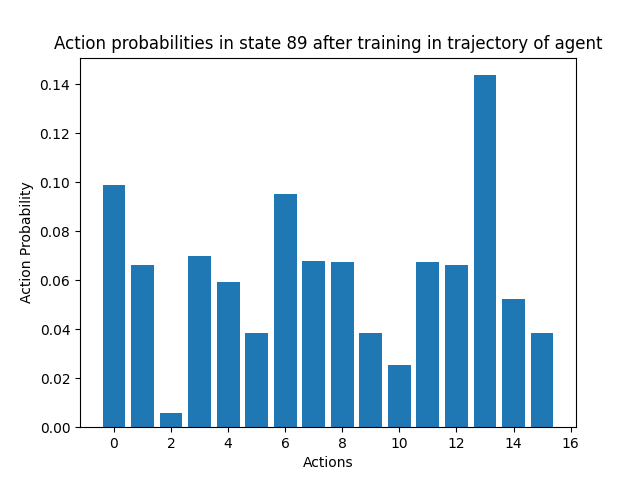 Action probabilities in state 89 after training in trajectory of agent
0.14
0.12
0.10
0.08
0.06
0.04
0.02
0.00
Action Probability
0 2 4 6 8 10 12 14 16
Actions